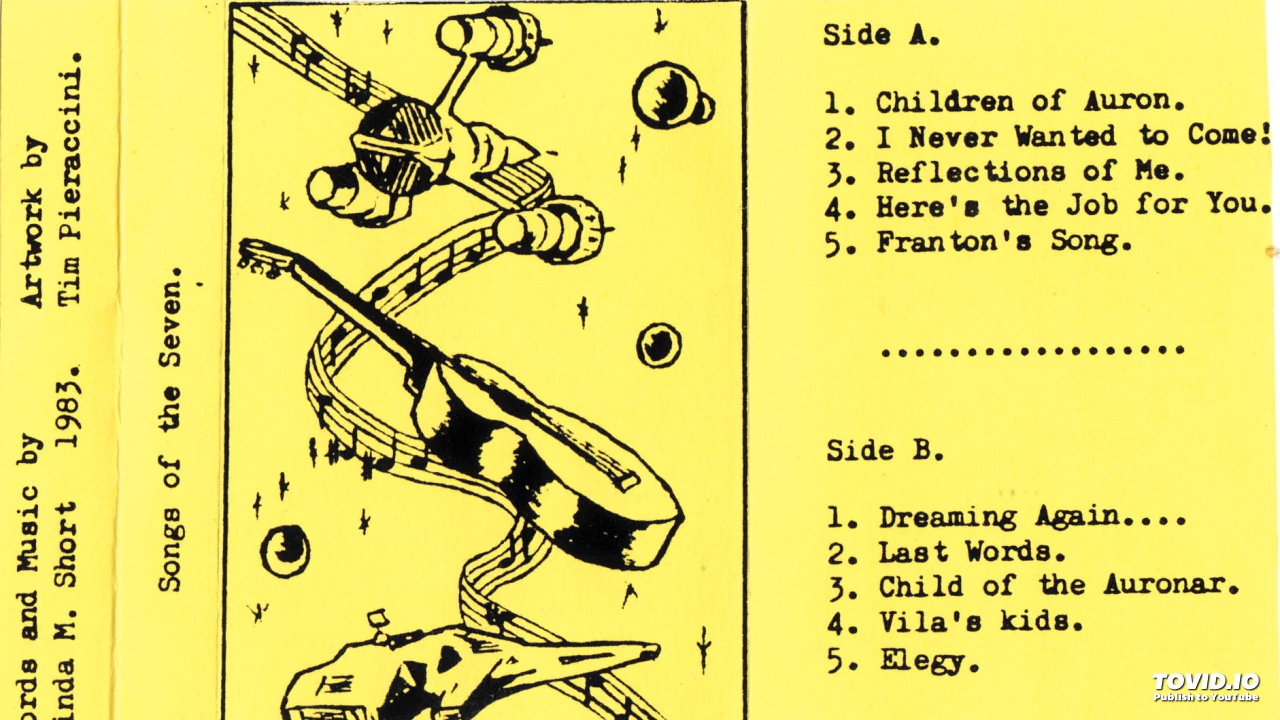 Artwork by
Tim Pieraccini.
and Music by
M. Short 1983.
Songs of the Seven.
Side A.
1. Children of Auron.
2. I Never Wanted to Come!
3. Reflections of Me.
4. Here's the Job for You.
5. Franton's Song.
...................
Side B.
1. Dreaming Again....
2. Last Words.
3. Child of the Auronar.
4. Vila's kids.
5. Elegy.
TOVID.IO
Publish to YouTube